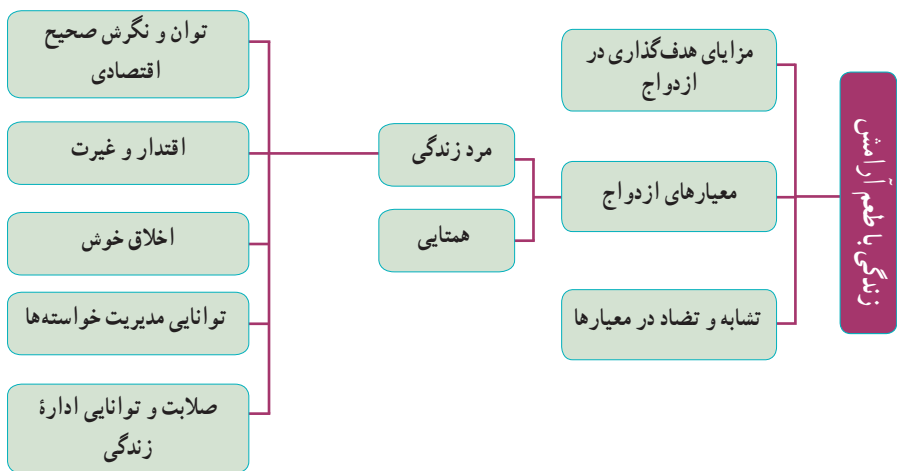 زندگی با طعم آرامش
مزایای هدف‌گذاری در
ازدواج
معیارهای ازدواج
تشابه و تضاد در معیارها
مرد زندگی
همتایی
توان و نگرش صحیح
اقتصادی
اقتدار و غیرت
اخلاق خوش
توانایی مدیریت خواسته‌ها
صلابت و توانایی ادارهٔ
زندگی